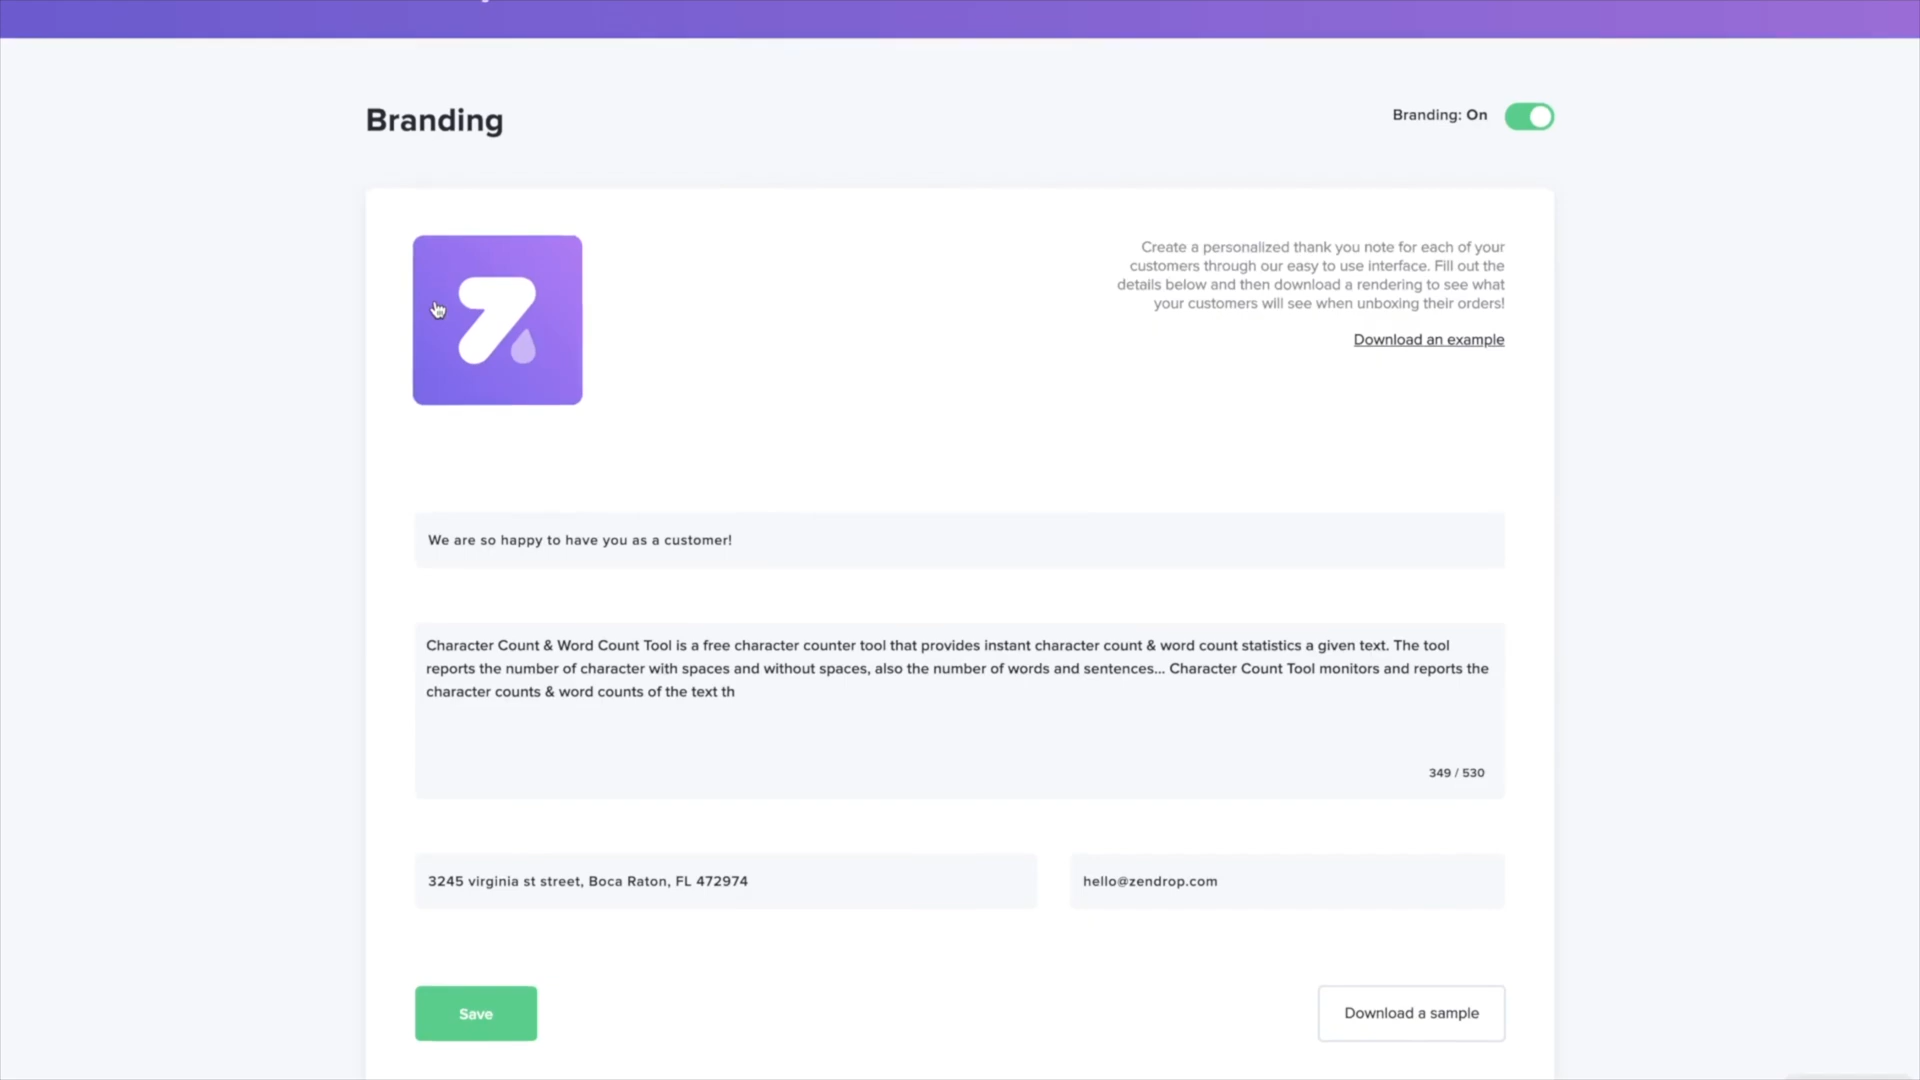 Branding
Branding: On
Create a personalized thank you note for each of your
customers through our easy to use interface. Fill out the
details below and then download a rendering to see what
your customers will see when unboxing their orders!
Download an example
We are so happy to have you as a customer!
Character Count & Word Count Tool is a free character counter tool that provides instant character count & word count statistics a given text. The tool
reports the number of character with spaces and without spaces, also the number of words and sentences... Character Count Tool monitors and reports the
character counts & word counts of the text th
349 / 530
3245 virginia st street, Boca Raton, FL 472974
hello@zendrop.com
Save
Download a sample